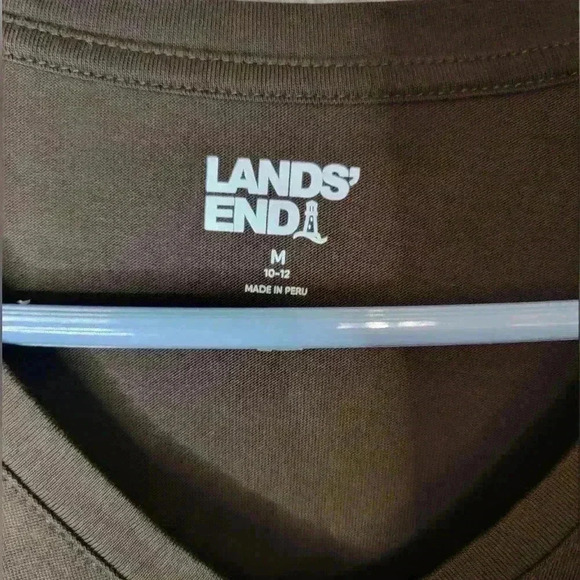 LANDS'
END
M
10-12
MADE IN PERU